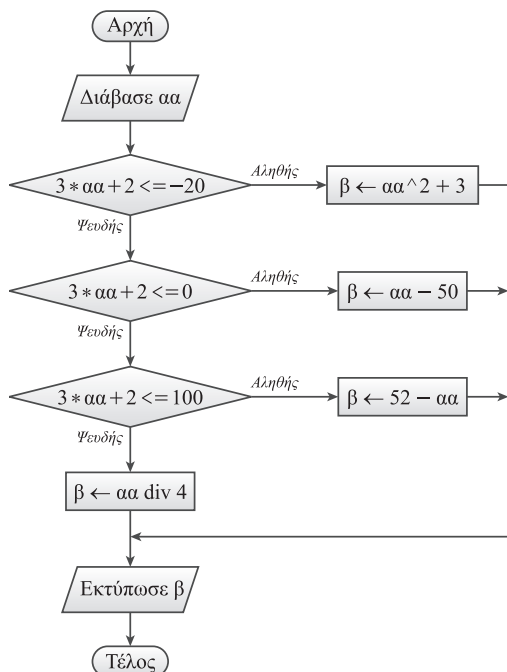 Αρχή
Διάβασε αα
3 * αα + 2 <= −20
Αληθής
β ← αα ^ 2 + 3
Ψευδής
3 * αα + 2 <= 0
Αληθής
β ← αα − 50
Ψευδής
3 * αα + 2 <= 100
Αληθής
β ← 52 − αα
Ψευδής
β ← αα div 4
Εκτύπωσε β
Τέλος